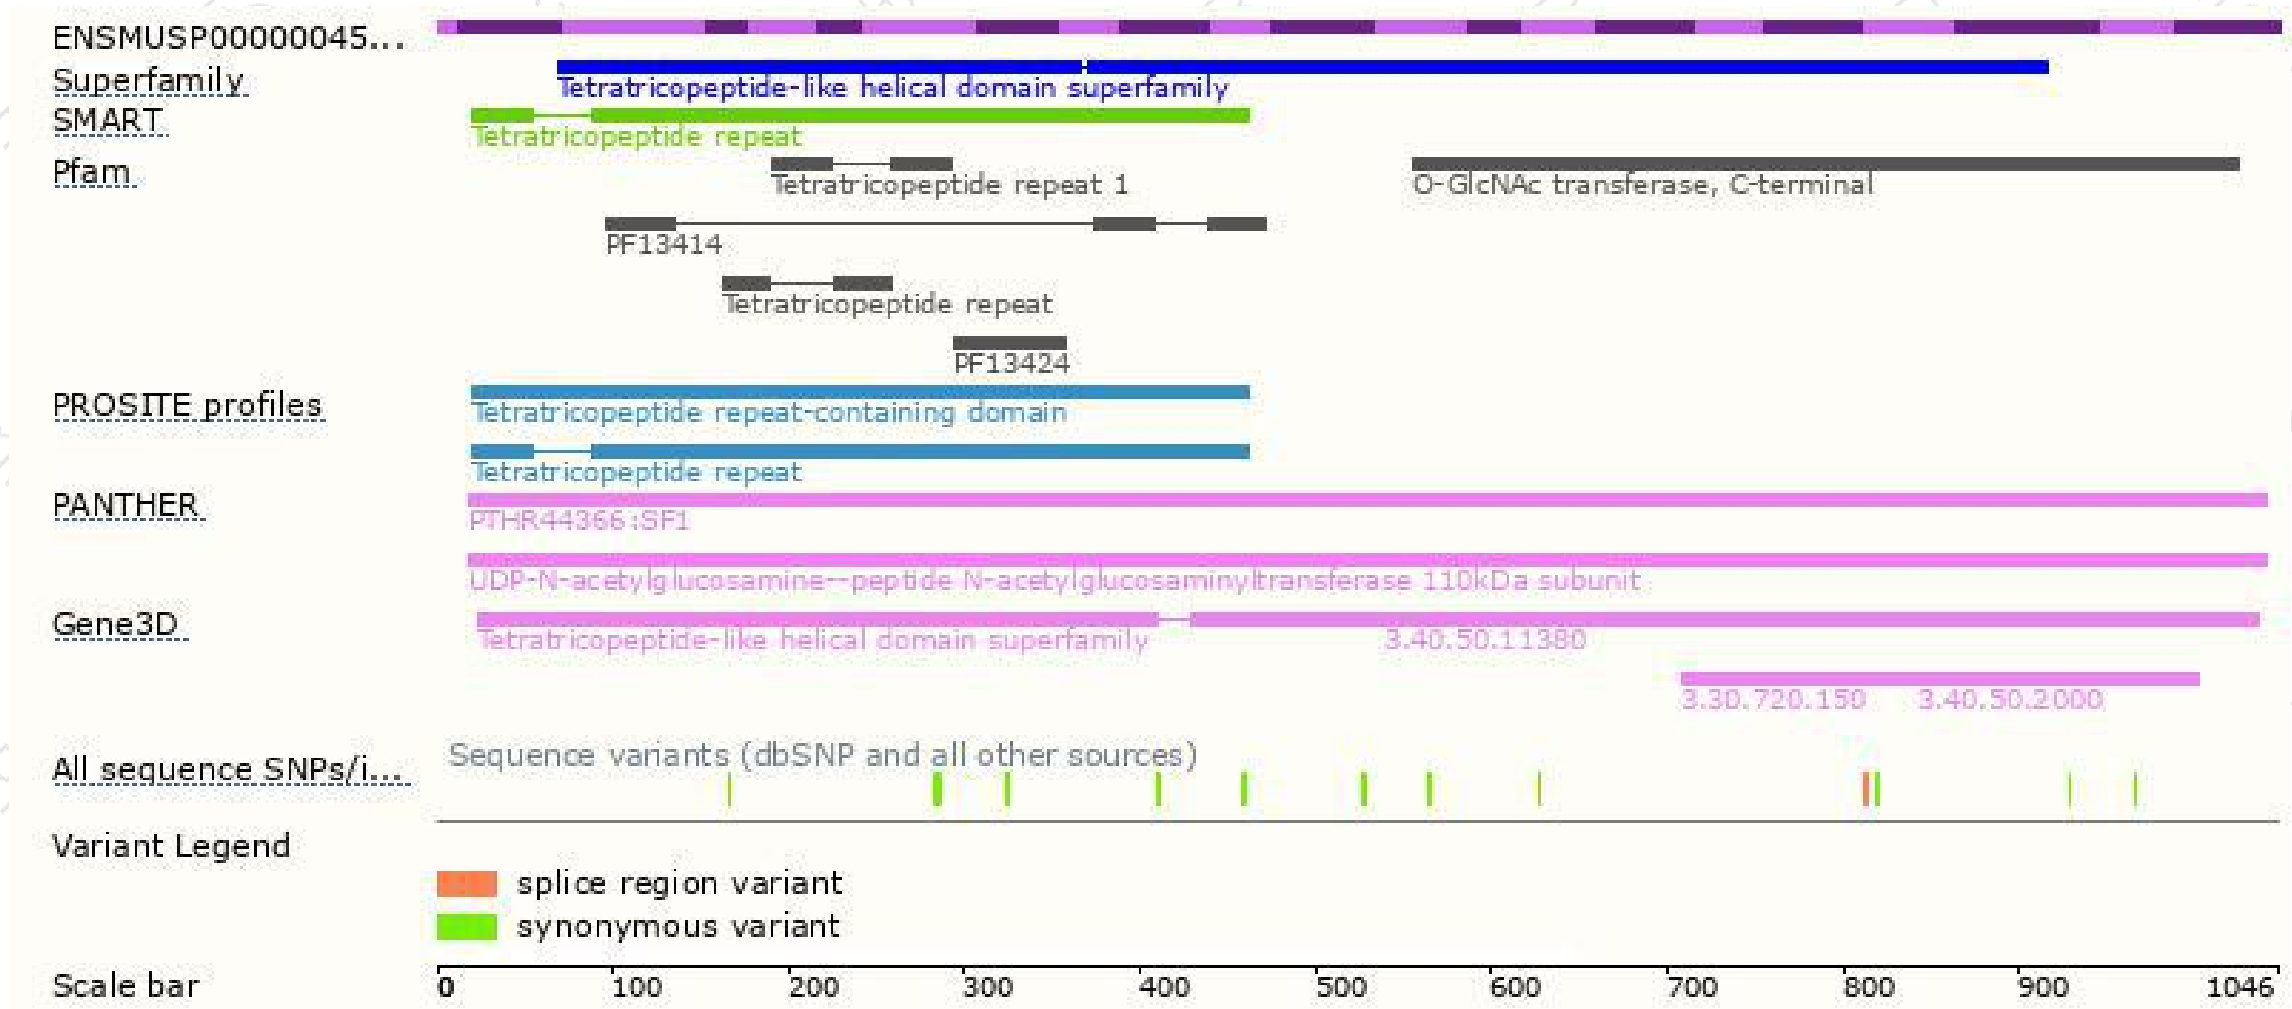 ENSMUSP00000045...
Superfamily
Tetratricopeptide-like helical domain superfamily
SMART
Tetratricopeptide repeat
Pfam
Tetratricopeptide repeat 1
O-GlcNAc transferase, C-terminal
PF13414
Tetratricopeptide repeat
PF13424
PROSITE profiles
Tetratricopeptide repeat-containing domain
Tetratricopeptide repeat
PANTHER
PTHR44366:SF1
UDP-N-acetylglucosamine--peptide N-acetylglucosaminyltransferase 110kDa subunit
Gene3D
Tetratricopeptide-like helical domain superfamily
3.40.50.11380
3.30.720.150
3.40.50.2000
All sequence SNPs/i...
Sequence variants (dbSNP and all other sources)
Variant Legend
splice region variant
synonymous variant
Scale bar
0 100 200 300 400 500 600 700 800 900 1046